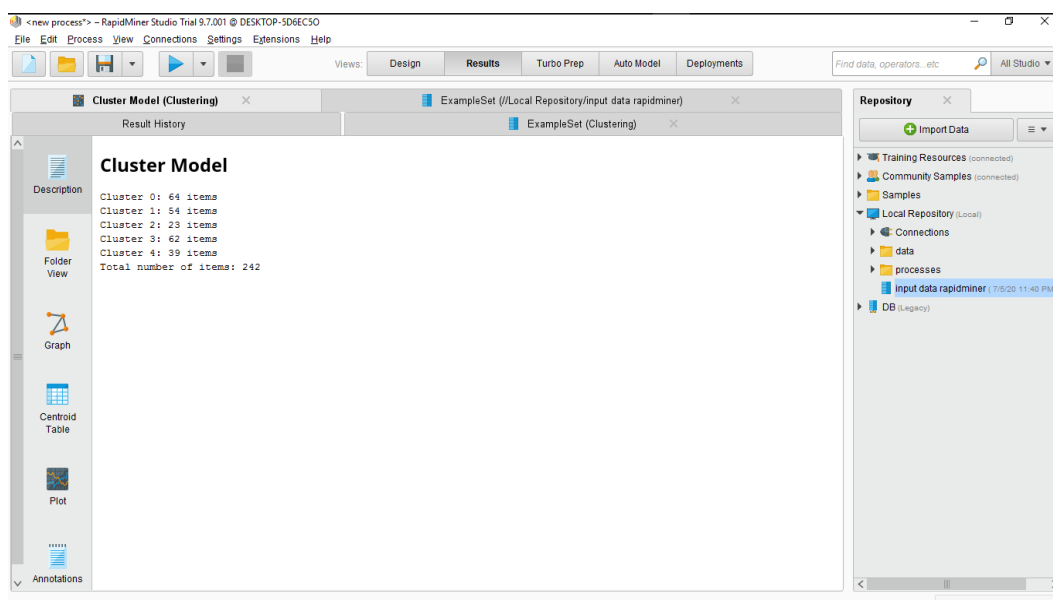 <new process*> – RapidMiner Studio Trial 9.7.001 @ DESKTOP-5D6EC5O
File Edit Process View Connections Settings Extensions Help
Views: Design Results Turbo Prep Auto Model Deployments Find data, operators...etc All Studio
Cluster Model (Clustering) ExampleSet (//Local Repository/input data rapidminer)
Result History ExampleSet (Clustering)
Description
Folder View
Graph
Centroid Table
Plot
Annotations
Cluster Model
Cluster 0: 64 items
Cluster 1: 54 items
Cluster 2: 23 items
Cluster 3: 62 items
Cluster 4: 39 items
Total number of items: 242
Repository
Import Data
Training Resources (connected)
Community Samples (connected)
Samples
Local Repository (Local)
Connections
data
processes
input data rapidminer (7/5/20 11:40 PM
DB (Legacy)